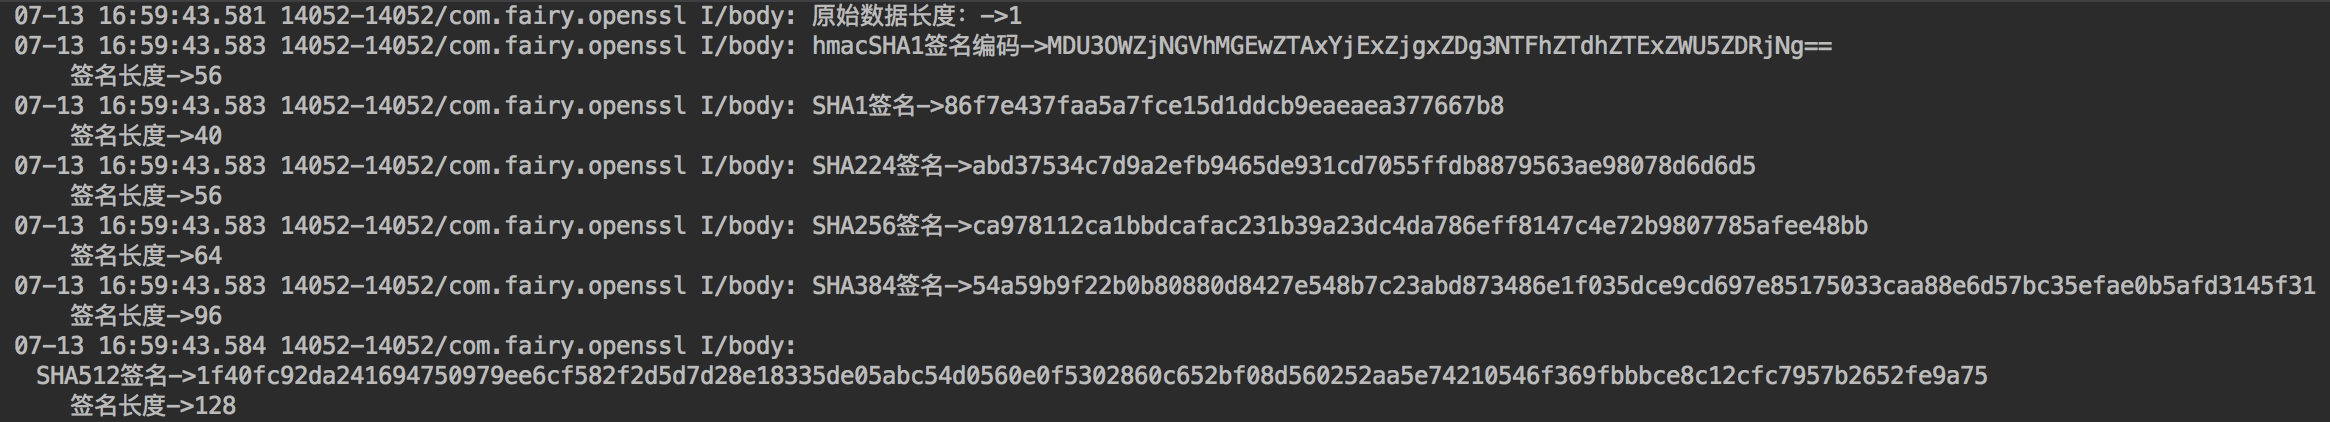 07-13 16:59:43.581 14052-14052/com.fairy.openssl I/body: 原始数据长度：->1
07-13 16:59:43.583 14052-14052/com.fairy.openssl I/body: hmacSHA1签名编码->MDU3OWZjNGVhMGEwZTAxYjExZjgxZDg3NTFhZTdhZTExZWU5ZDRjNg==
签名长度->56
07-13 16:59:43.583 14052-14052/com.fairy.openssl I/body: SHA1签名->86f7e437faa5a7fce15d1ddcb9eaeaea377667b8
签名长度->40
07-13 16:59:43.583 14052-14052/com.fairy.openssl I/body: SHA224签名->abd37534c7d9a2efb9465de931cd7055ffdb8879563ae98078d6d6d5
签名长度->56
07-13 16:59:43.583 14052-14052/com.fairy.openssl I/body: SHA256签名->ca978112ca1bbdcafac231b39a23dc4da786eff8147c4e72b9807785afee48bb
签名长度->64
07-13 16:59:43.583 14052-14052/com.fairy.openssl I/body: SHA384签名->54a59b9f22b0b80880d8427e548b7c23abd873486e1f035dce9cd697e85175033caa88e6d57bc35efae0b5afd3145f31
签名长度->96
07-13 16:59:43.584 14052-14052/com.fairy.openssl I/body:
SHA512签名->1f40fc92da241694750979ee6cf582f2d5d7d28e18335de05abc54d0560e0f5302860c652bf08d560252aa5e74210546f369fbbbce8c12cfc7957b2652fe9a75
签名长度->128